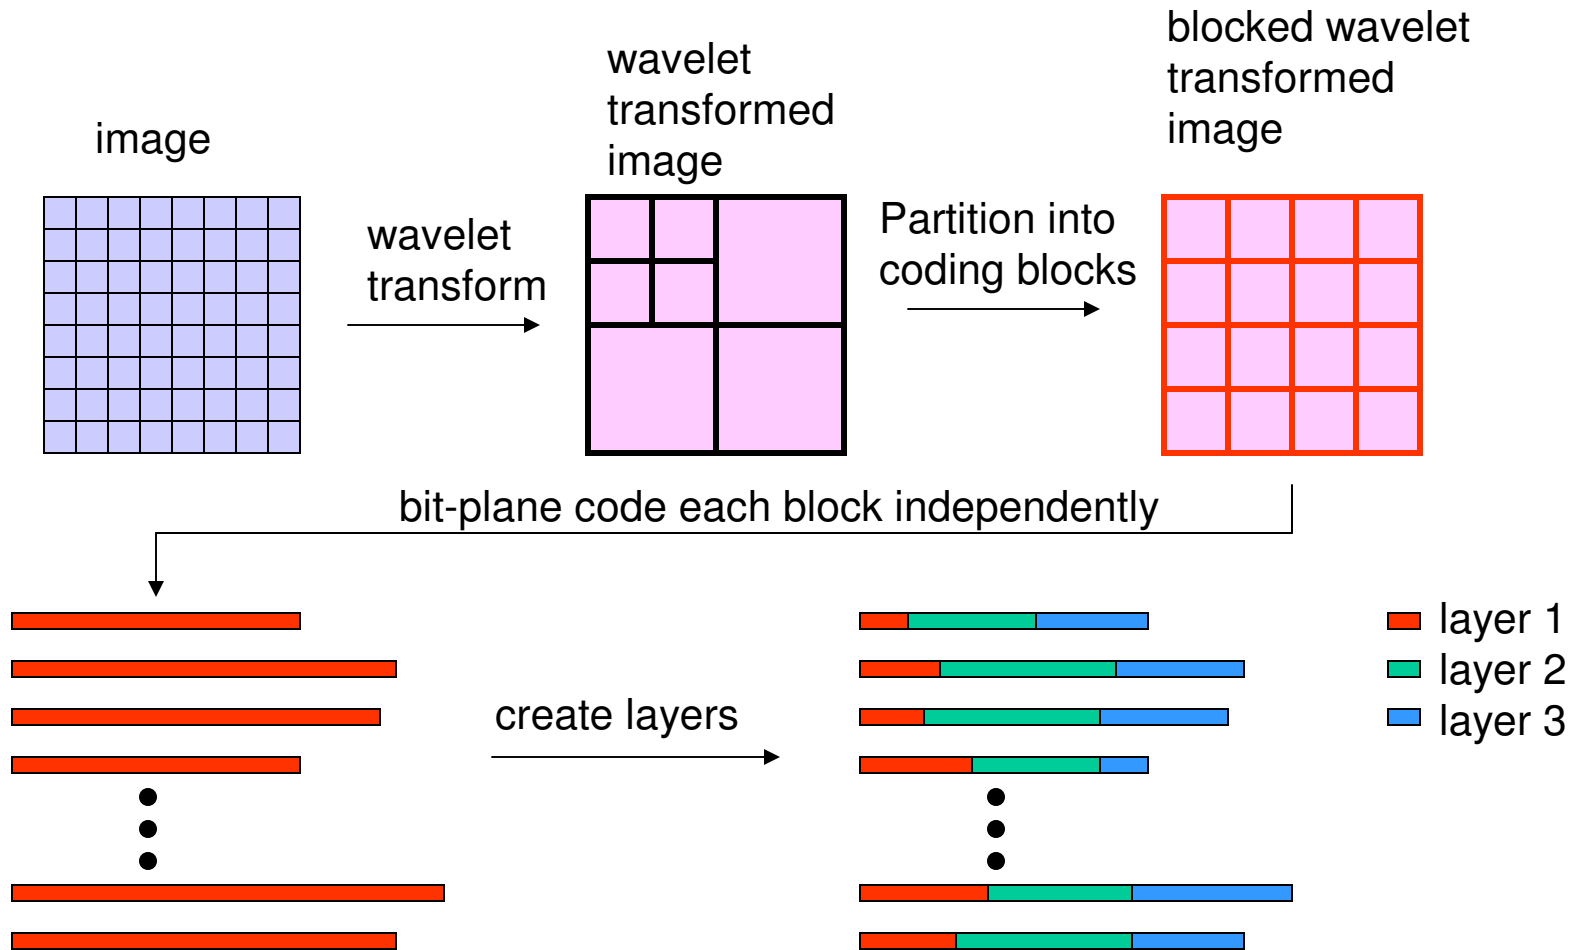 image
wavelet
transform
wavelet
transformed
image
Partition into
coding blocks
blocked wavelet
transformed
image
bit-plane code each block independently
create layers
layer 1
layer 2
layer 3